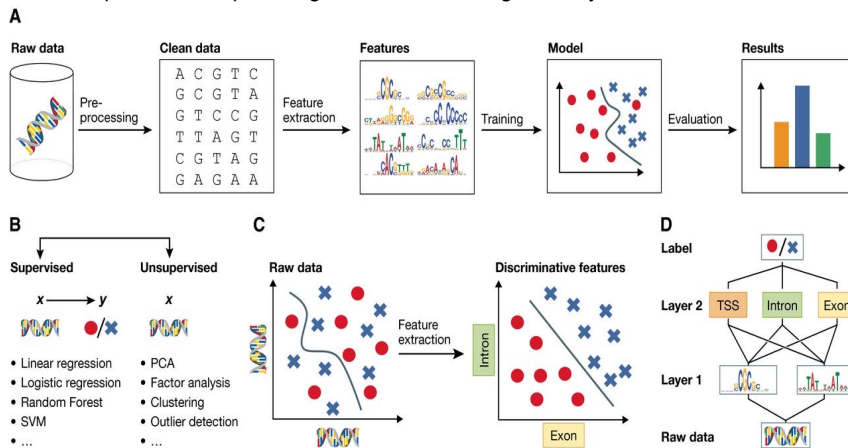 A
Raw data
Clean data
Features
Model
Results
Pre-
processing
Feature
extraction
Training
Evaluation
A C G T C
G C G T A
G T C C G
T T A G T
C G T A G
G A G A A
B
Supervised
Unsupervised
x
y
x
/
• Linear regression
• Logistic regression
• Random Forest
• SVM
• ...
• PCA
• Factor analysis
• Clustering
• Outlier detection
• ...
C
Raw data
Discriminative features
Feature
extraction
Intron
Exon
D
Label
/
Layer 2
TSS
Intron
Exon
Layer 1
Raw data